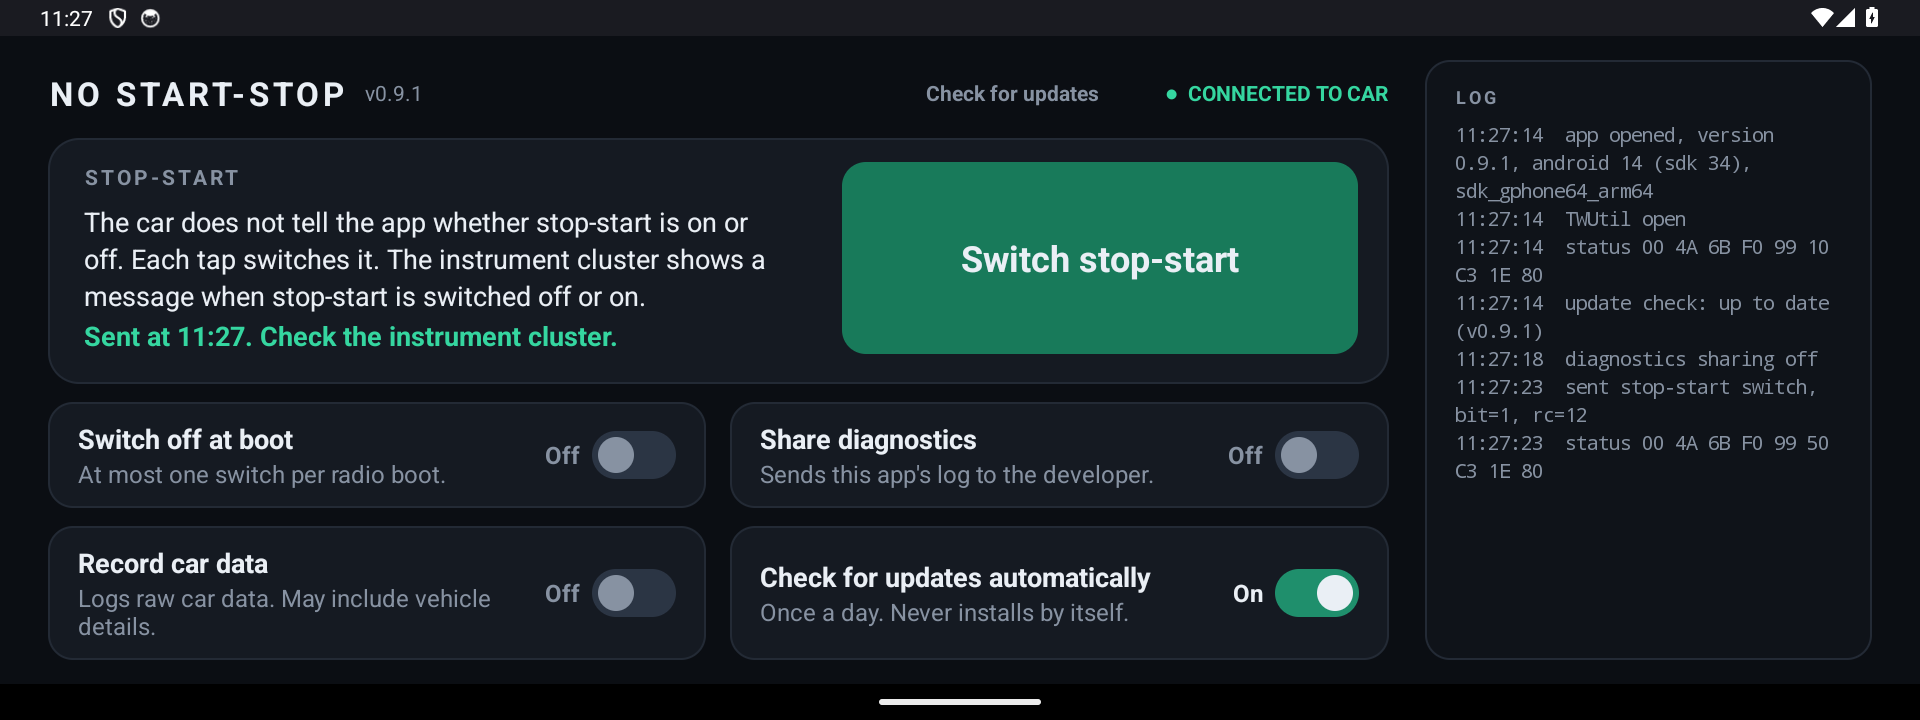 11:27
NO START-STOP v0.9.1
Check for updates
CONNECTED TO CAR
STOP-START
The car does not tell the app whether stop-start is on or
off. Each tap switches it. The instrument cluster shows a
message when stop-start is switched off or on.
Sent at 11:27. Check the instrument cluster.
Switch stop-start
Switch off at boot
At most one switch per radio boot.
Off
Share diagnostics
Sends this app's log to the developer.
Off
Record car data
Logs raw car data. May include vehicle
details.
Off
Check for updates automatically
Once a day. Never installs by itself.
On
LOG
11:27:14 app opened, version
0.9.1, android 14 (sdk 34),
sdk_gphone64_arm64
11:27:14 TWUtil open
11:27:14 status 00 4A 6B F0 99 10
C3 1E 80
11:27:14 update check: up to date
(v0.9.1)
11:27:18 diagnostics sharing off
11:27:23 sent stop-start switch,
bit=1, rc=12
11:27:23 status 00 4A 6B F0 99 50
C3 1E 80